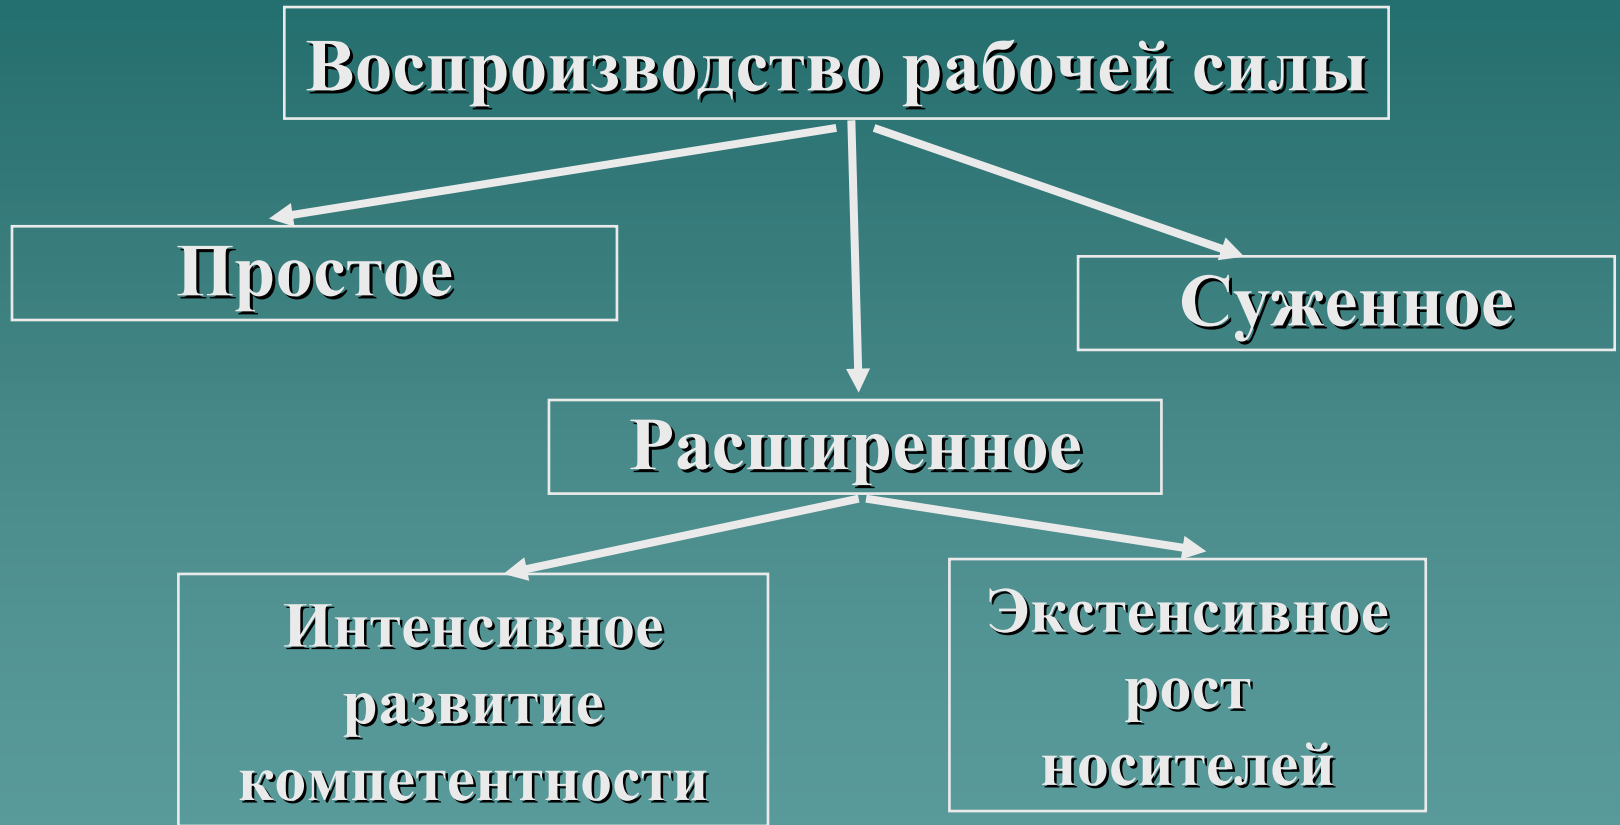 Воспроизводство рабочей силы
Простое
Суженное
Расширенное
Интенсивное
развитие
компетентности
Экстенсивное
рост
носителей